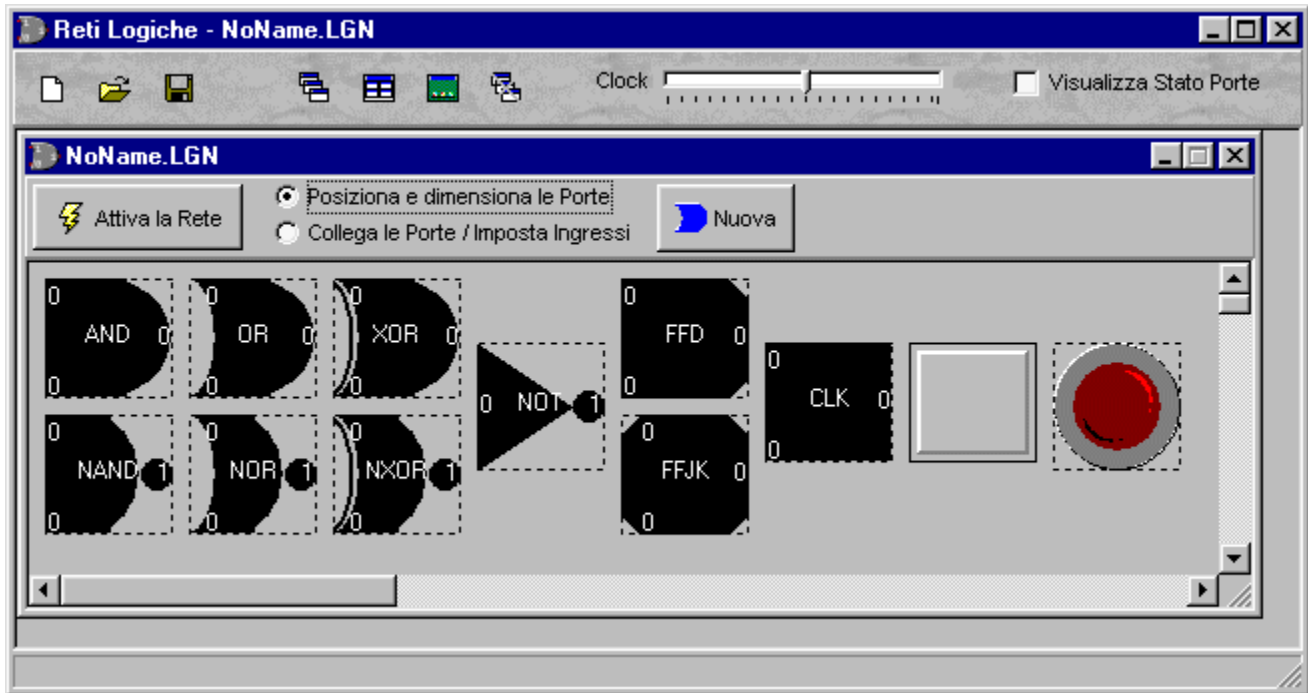 Reti Logiche - NoName.LGN
Clock
Visualizza Stato Porte
NoName.LGN
Attiva la Rete
Posiziona e dimensiona le Porte
Collega le Porte / Imposta Ingressi
Nuova
0 0 0 0
AND 0 OR 0 XOR 0 FFD 0
0 0 0 0
0 NOT 1
0
CLK 0
0
0 0 0 0
NAND 1 NOR 1 NXOR 1 FFJK 0
0 0 0 0